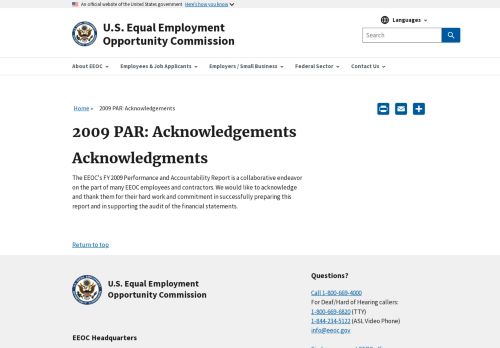 An official website of the United States government Here's how you know
U.S. Equal Employment
Opportunity Commission
Languages
Search
About EEOC
Employees & Job Applicants
Employers / Small Business
Federal Sector
Contact Us
Home » 2009 PAR: Acknowledgements
2009 PAR: Acknowledgements
Acknowledgments
The EEOC's FY 2009 Performance and Accountability Report is a collaborative endeavor
on the part of many EEOC employees and contractors. We would like to acknowledge
and thank them for their hard work and commitment in successfully preparing this
report and in supporting the audit of the financial statements.
Return to top
U.S. Equal Employment
Opportunity Commission
EEOC Headquarters
Questions?
Call 1-800-669-4000
For Deaf/Hard of Hearing callers:
1-800-669-6820 (TTY)
1-844-234-5122 (ASL Video Phone)
info@eeoc.gov